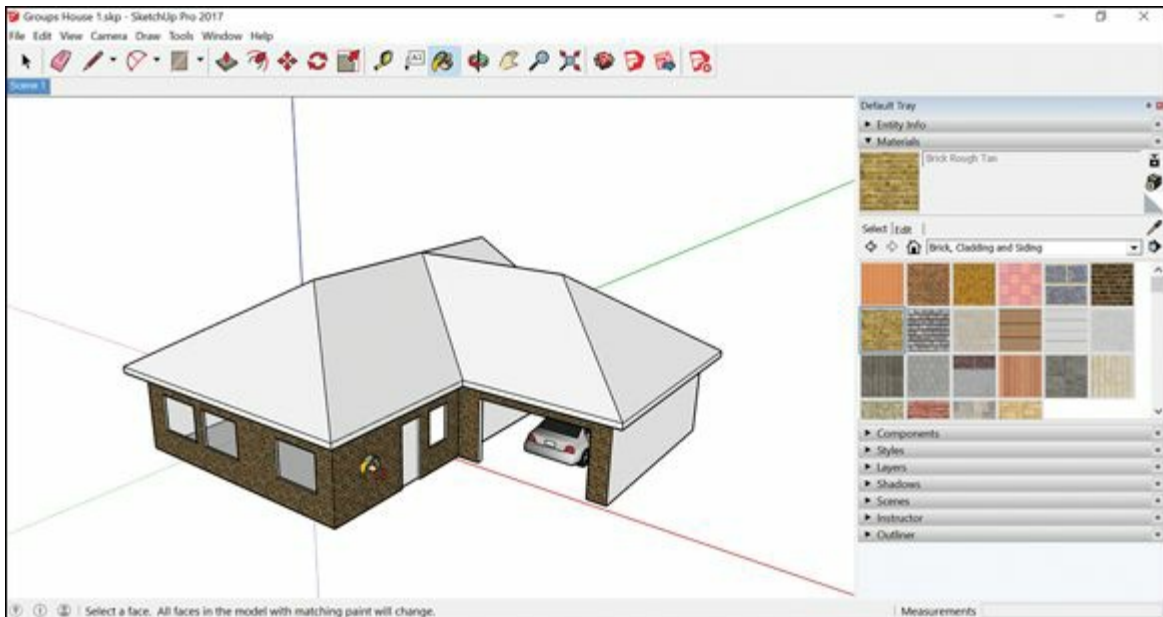 Groups House 1.skp - SketchUp Pro 2017
File Edit View Camera Draw Tools Window Help
Scene 1
Default Tray
Entity Info
Materials
Brick Rough Tan
Select Edit
Brick, Cladding and Siding
Components
Styles
Layers
Shadows
Scenes
Instructor
Outliner
Select a face. All faces in the model with matching paint will change.
Measurements